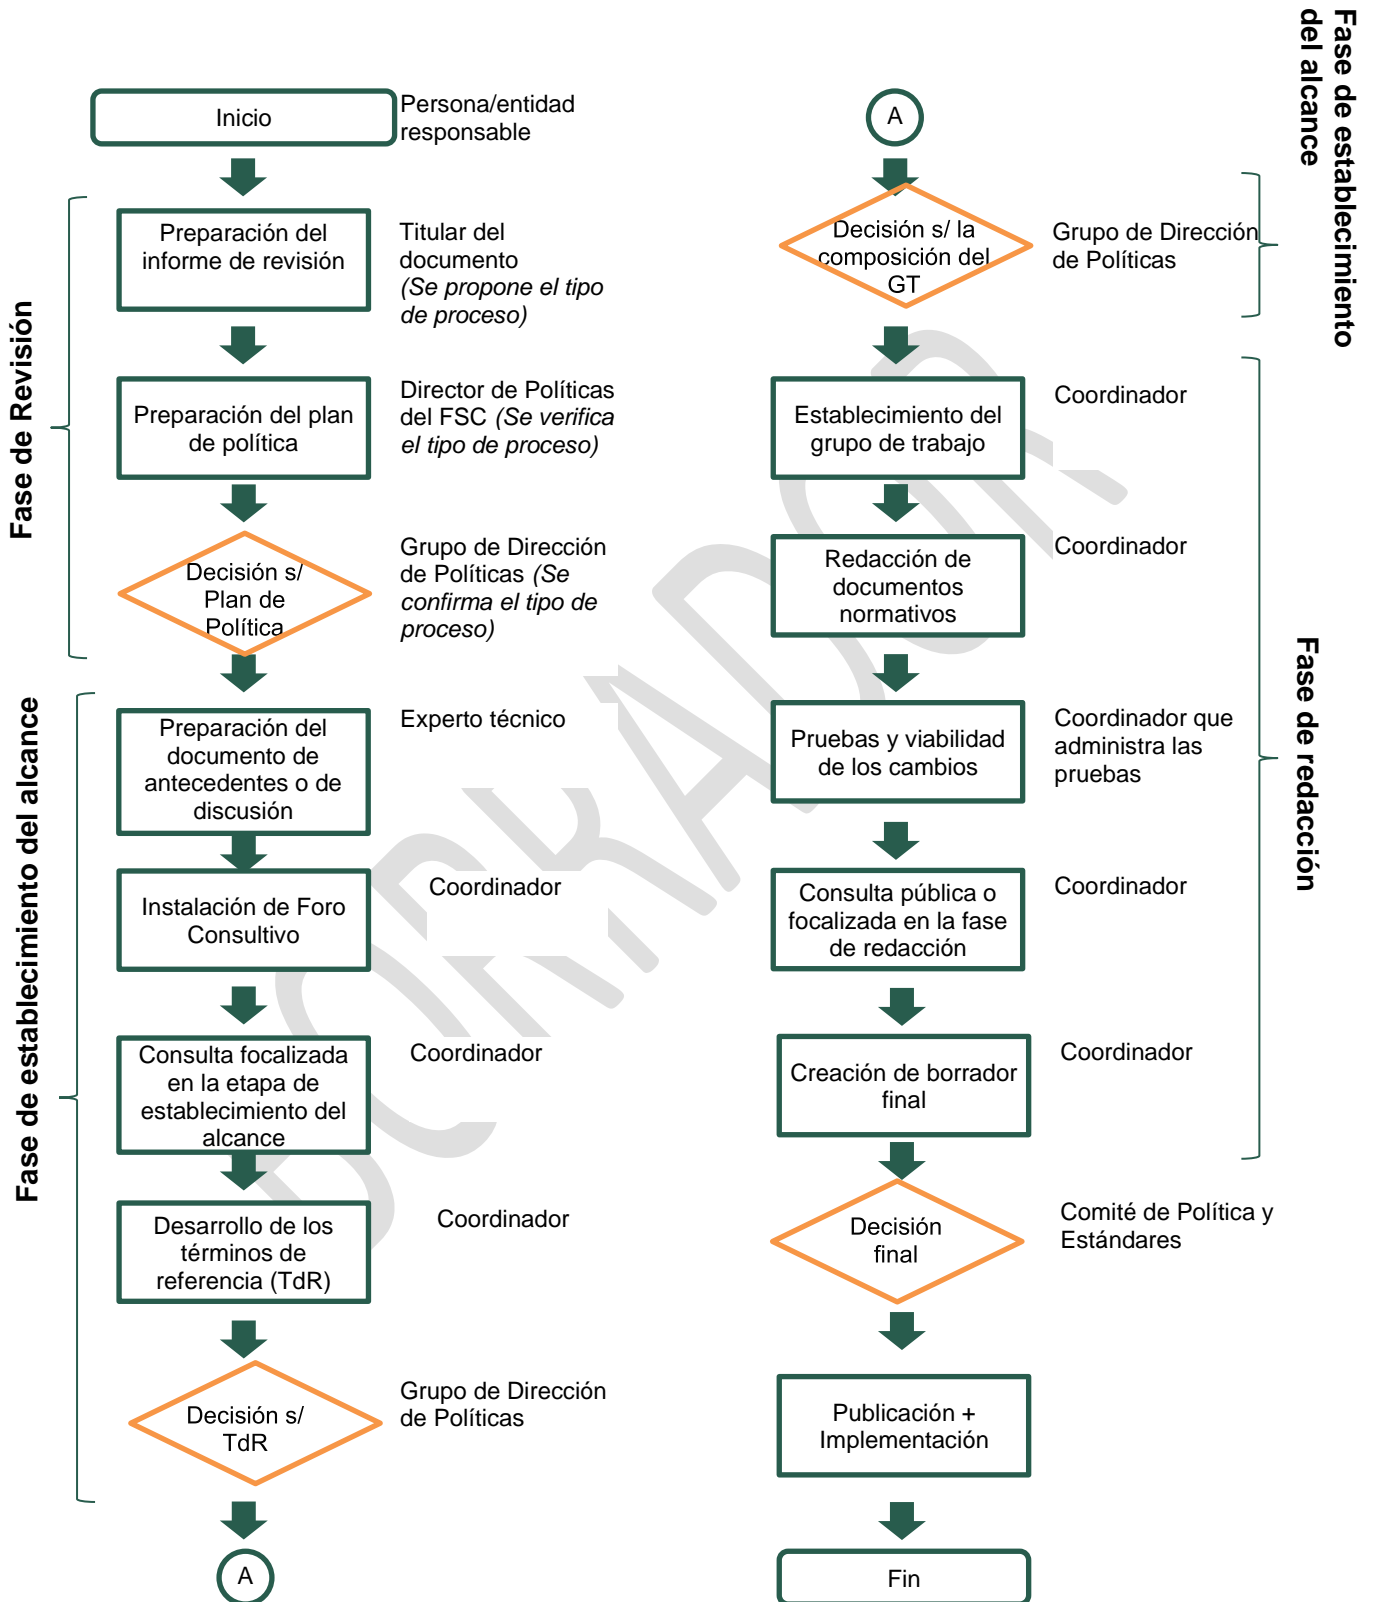 Inicio
Persona/entidad
responsable
Fase de Revisión
Preparación del
informe de revisión
Titular del
documento
(Se propone el tipo
de proceso)
Preparación del plan
de política
Director de Políticas
del FSC (Se verifica
el tipo de proceso)
Decisión s/
Plan de
Política
Grupo de Dirección
de Políticas (Se
confirma el tipo de
proceso)
Fase de establecimiento del alcance
Preparación del
documento de
antecedentes o de
discusión
Experto técnico
Instalación de Foro
Consultivo
Coordinador
Consulta focalizada
en la etapa de
establecimiento del
alcance
Coordinador
Desarrollo de los
términos de
referencia (TdR)
Coordinador
Decisión s/
TdR
Grupo de Dirección
de Políticas
A
A
Fase de establecimiento
del alcance
Decisión s/ la
composición del
GT
Grupo de Dirección
de Políticas
Fase de redacción
Establecimiento del
grupo de trabajo
Coordinador
Redacción de
documentos
normativos
Coordinador
Pruebas y viabilidad
de los cambios
Coordinador que
administra las
pruebas
Consulta pública o
focalizada en la fase
de redacción
Coordinador
Creación de borrador
final
Coordinador
Decisión
final
Comité de Política y
Estándares
Publicación +
Implementación
Fin
BORRADOR